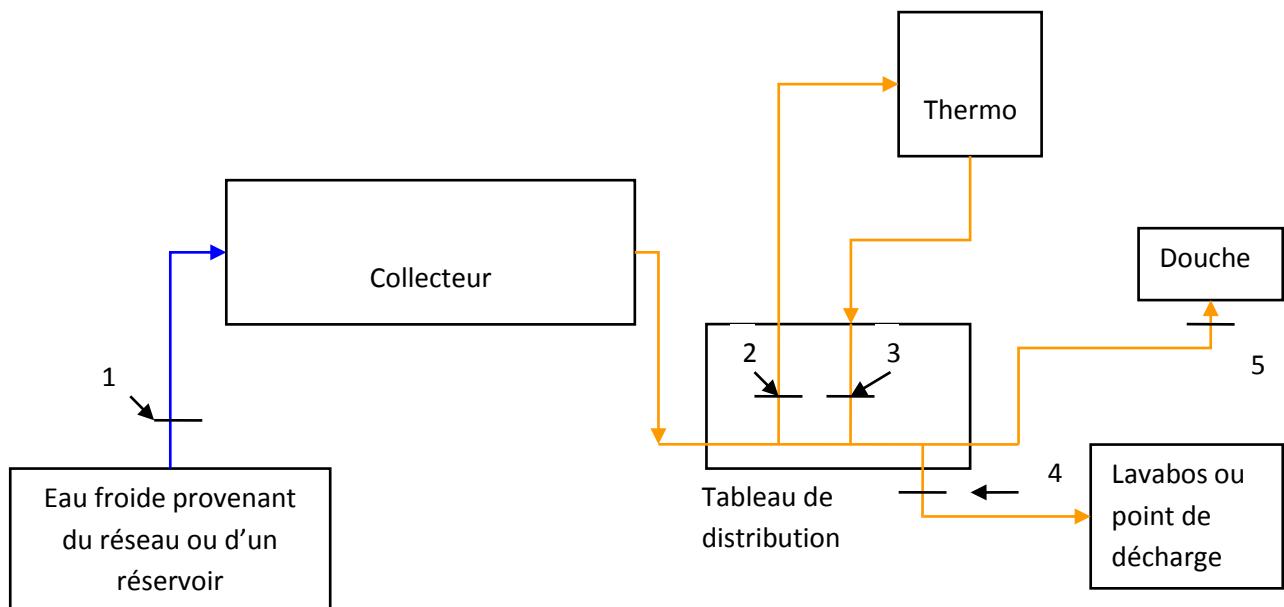 Thermo
Collecteur
Douche
1
2
3
5
4
Eau froide provenant
du réseau ou d’un
réservoir
Tableau de
distribution
Lavabos ou
point de
décharge